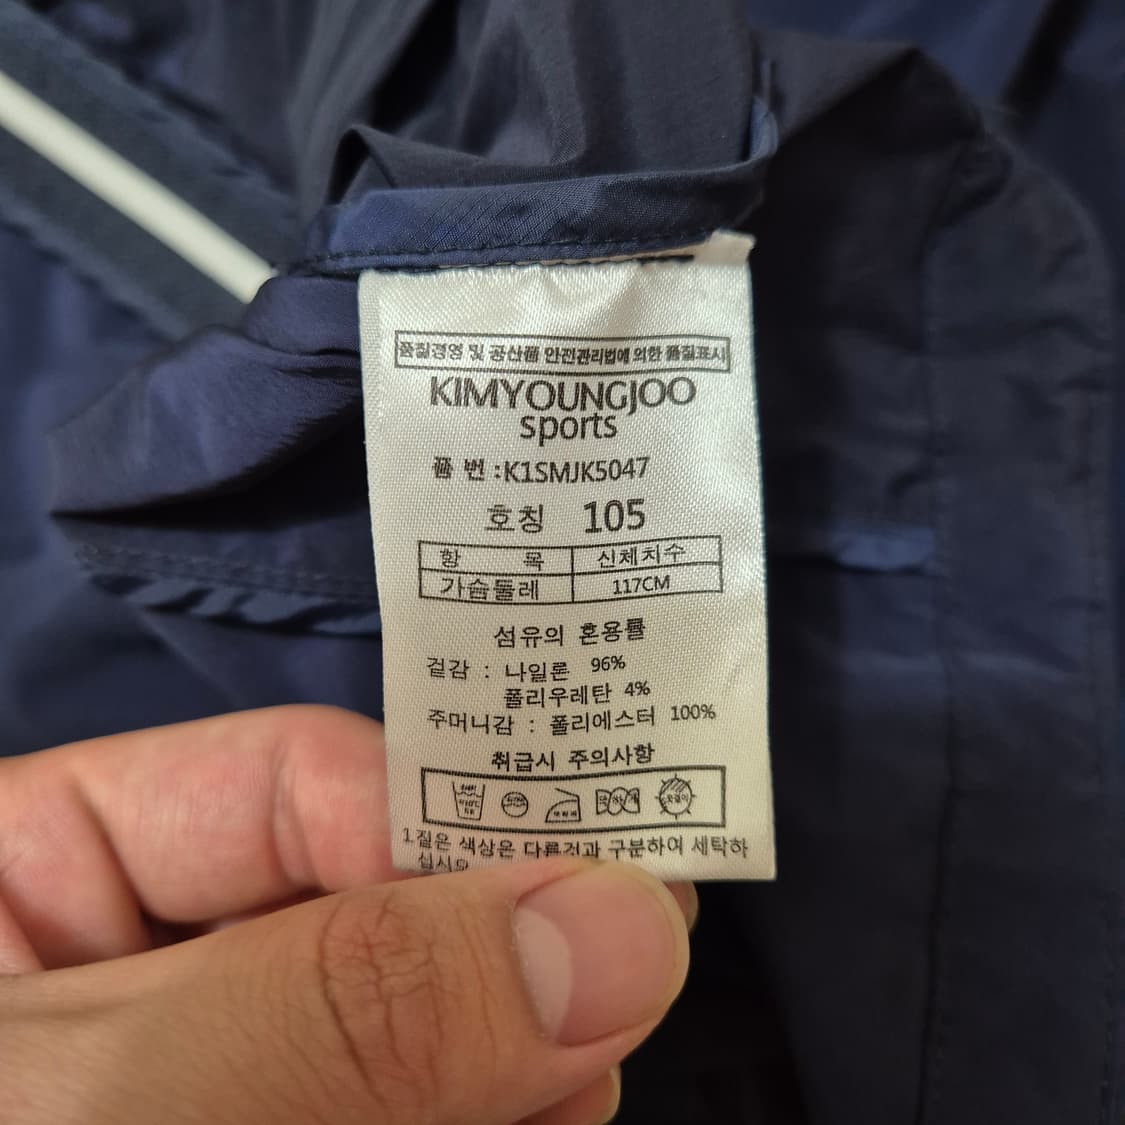 품질경영 및 공산품 안전관리법에 의한 품질표시
KIMYOUNGJOO
sports
품 번 :K1SMJK5047
호칭 105
항 목 신체치수
가슴둘레 117CM
섬유의 혼용률
겉감 : 나일론 96%
폴리우레탄 4%
주머니감 : 폴리에스터 100%
취급시 주의사항
1.짙은 색상은 다른것과 구분하여 세탁하
십시오